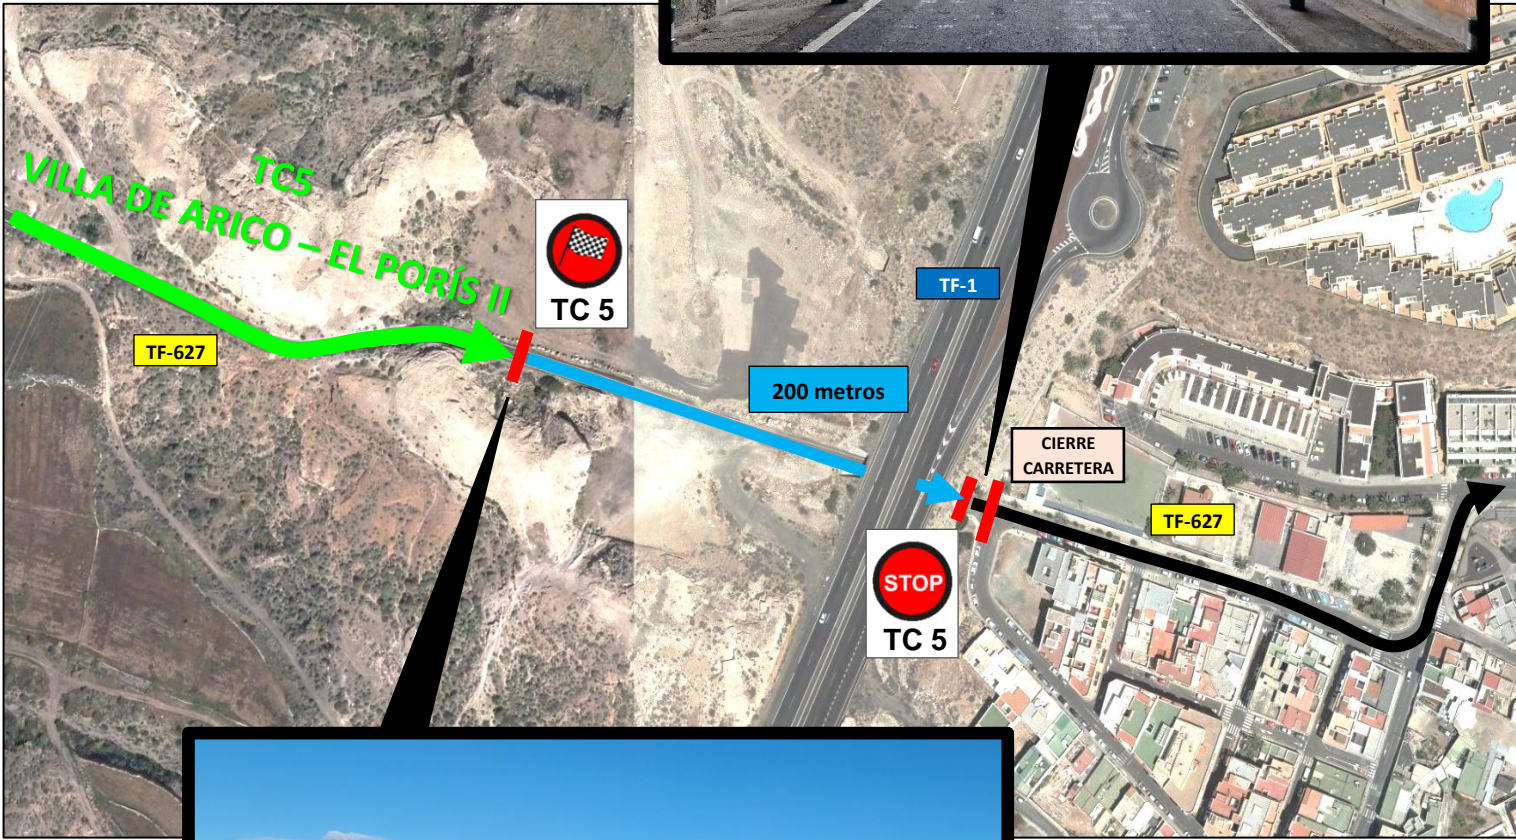 TC5
VILLA DE ARICO – EL PORÍS II
TC 5
TF-627
TF-1
200 metros
CIERRE
CARRETERA
TF-627
STOP
TC 5